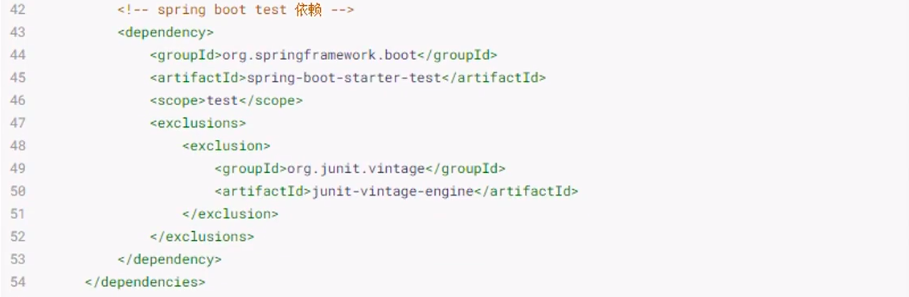 42 <!-- spring boot test 依赖 -->
43 <dependency>
44 <groupId>org.springframework.boot</groupId>
45 <artifactId>spring-boot-starter-test</artifactId>
46 <scope>test</scope>
47 <exclusions>
48 <exclusion>
49 <groupId>org.junit.vintage</groupId>
50 <artifactId>junit-vintage-engine</artifactId>
51 </exclusion>
52 </exclusions>
53 </dependency>
54 </dependencies>